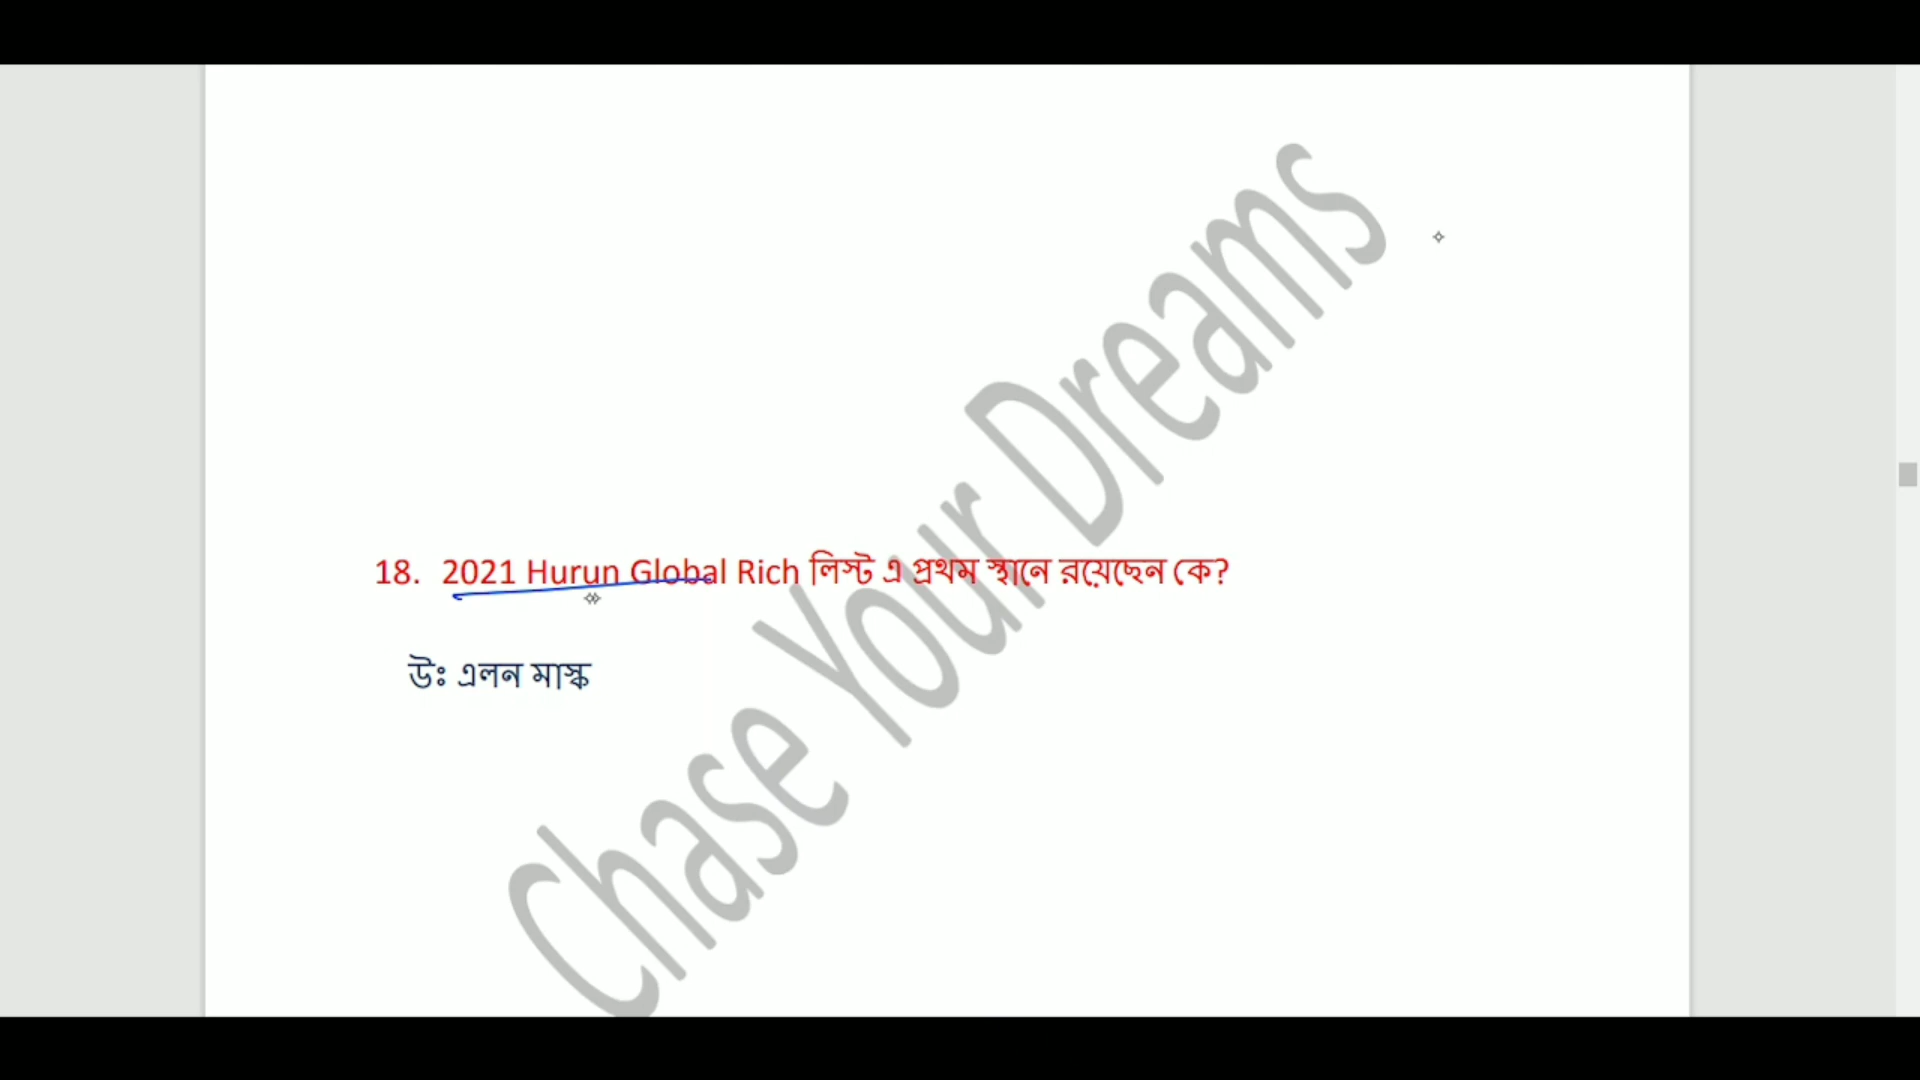 18. 2021 Hurun Global Rich লিস্ট এ প্রথম স্থানে রয়েছেন কে?
উঃ এলন মাস্ক
Chase Your Dreams